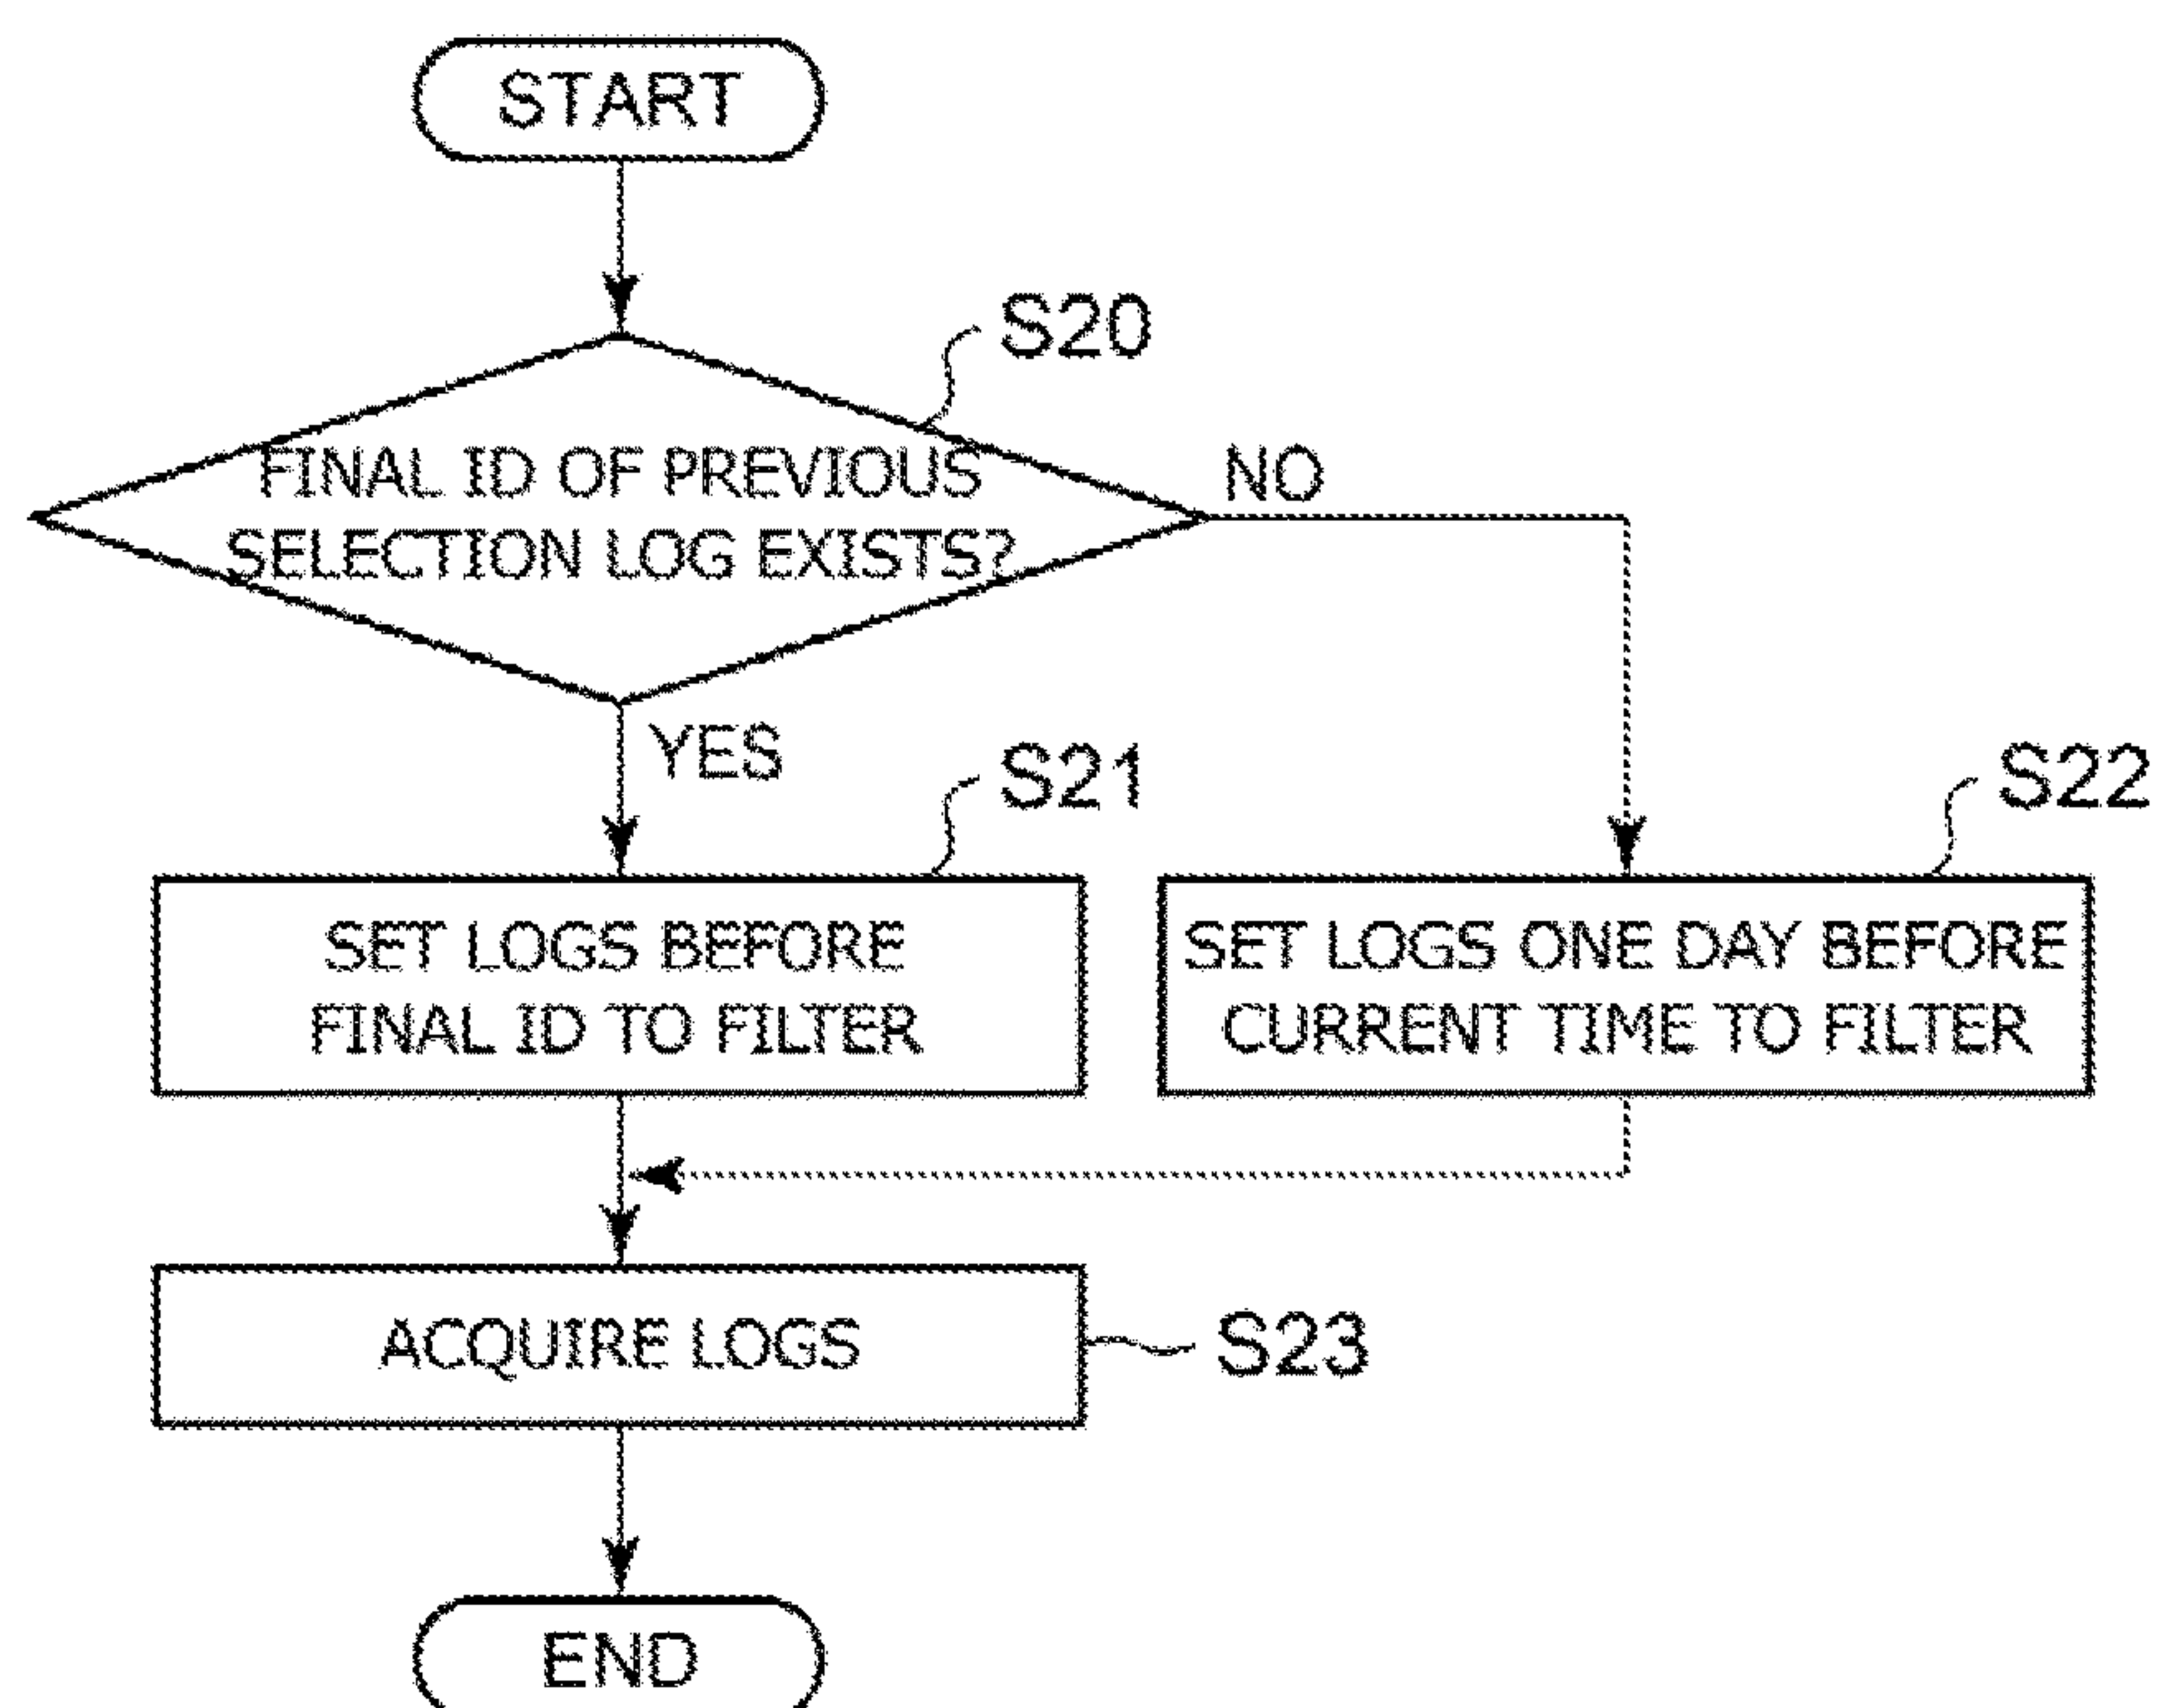 START
S20
FINAL ID OF PREVIOUS
SELECTION LOG EXISTS?
NO
YES
S21
S22
SET LOGS BEFORE
FINAL ID TO FILTER
SET LOGS ONE DAY BEFORE
CURRENT TIME TO FILTER
ACQUIRE LOGS
S23
END